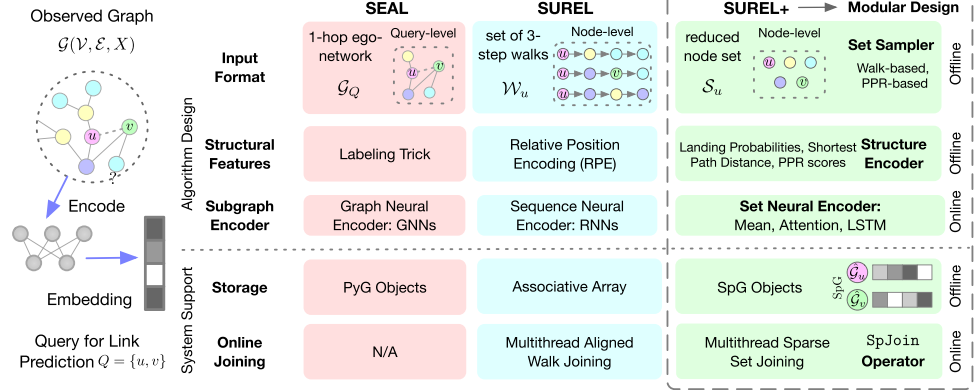 Observed Graph
𝒢(𝒱, ℰ, X)
u
v
?
Encode
Embedding
Query for Link
Prediction Q = {u, v}
Algorithm Design
System Support
SEAL
SUREL
SUREL+
Modular Design
Input
Format
1-hop ego-
network
𝒢_Q
Query-level
u
v
set of 3-
step walks
𝒲_u
Node-level
u
u
v
u
reduced
node set
𝒮_u
Node-level
u
v
Set Sampler
Walk-based,
PPR-based
Offline
Structural
Features
Labeling Trick
Relative Position
Encoding (RPE)
Landing Probabilities, Shortest
Path Distance, PPR scores
Structure
Encoder
Offline
Subgraph
Encoder
Graph Neural
Encoder: GNNs
Sequence Neural
Encoder: RNNs
Set Neural Encoder:
Mean, Attention, LSTM
Online
Storage
PyG Objects
Associative Array
SpG Objects
SpG
𝒢̂_u
𝒢̂_v
Offline
Online
Joining
N/A
Multithread Aligned
Walk Joining
Multithread Sparse
Set Joining
SpJoin
Operator
Online